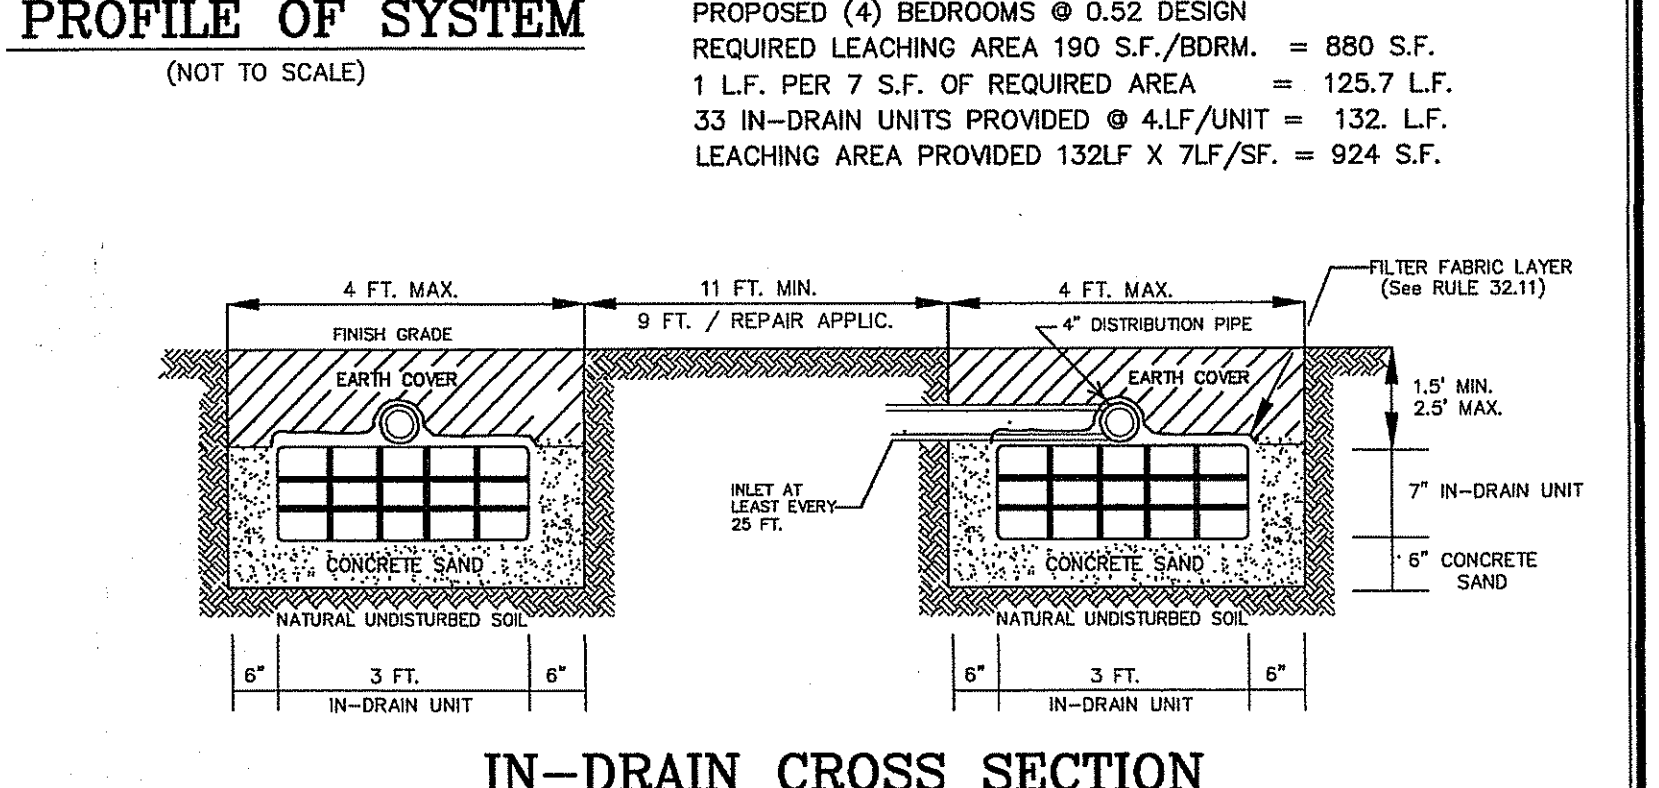 PROFILE OF SYSTEM
(NOT TO SCALE)
PROPOSED (4) BEDROOMS @ 0.52 DESIGN
REQUIRED LEACHING AREA 190 S.F./BDRM. = 880 S.F.
1 L.F. PER 7 S.F. OF REQUIRED AREA = 125.7 L.F.
33 IN-DRAIN UNITS PROVIDED @ 4.LF/UNIT = 132. L.F.
LEACHING AREA PROVIDED 132LF X 7LF/SF. = 924 S.F.
4 FT. MAX.
11 FT. MIN.
4 FT. MAX.
FILTER FABRIC LAYER
(See RULE 32.11)
FINISH GRADE
9 FT. / REPAIR APPLIC.
4" DISTRIBUTION PIPE
EARTH COVER
EARTH COVER
1.5' MIN.
2.5' MAX.
INLET AT
LEAST EVERY
25 FT.
7" IN-DRAIN UNIT
CONCRETE SAND
CONCRETE SAND
6" CONCRETE
SAND
NATURAL UNDISTURBED SOIL
NATURAL UNDISTURBED SOIL
6" 3 FT. 6"
IN-DRAIN UNIT
6" 3 FT. 6"
IN-DRAIN UNIT
IN-DRAIN CROSS SECTION